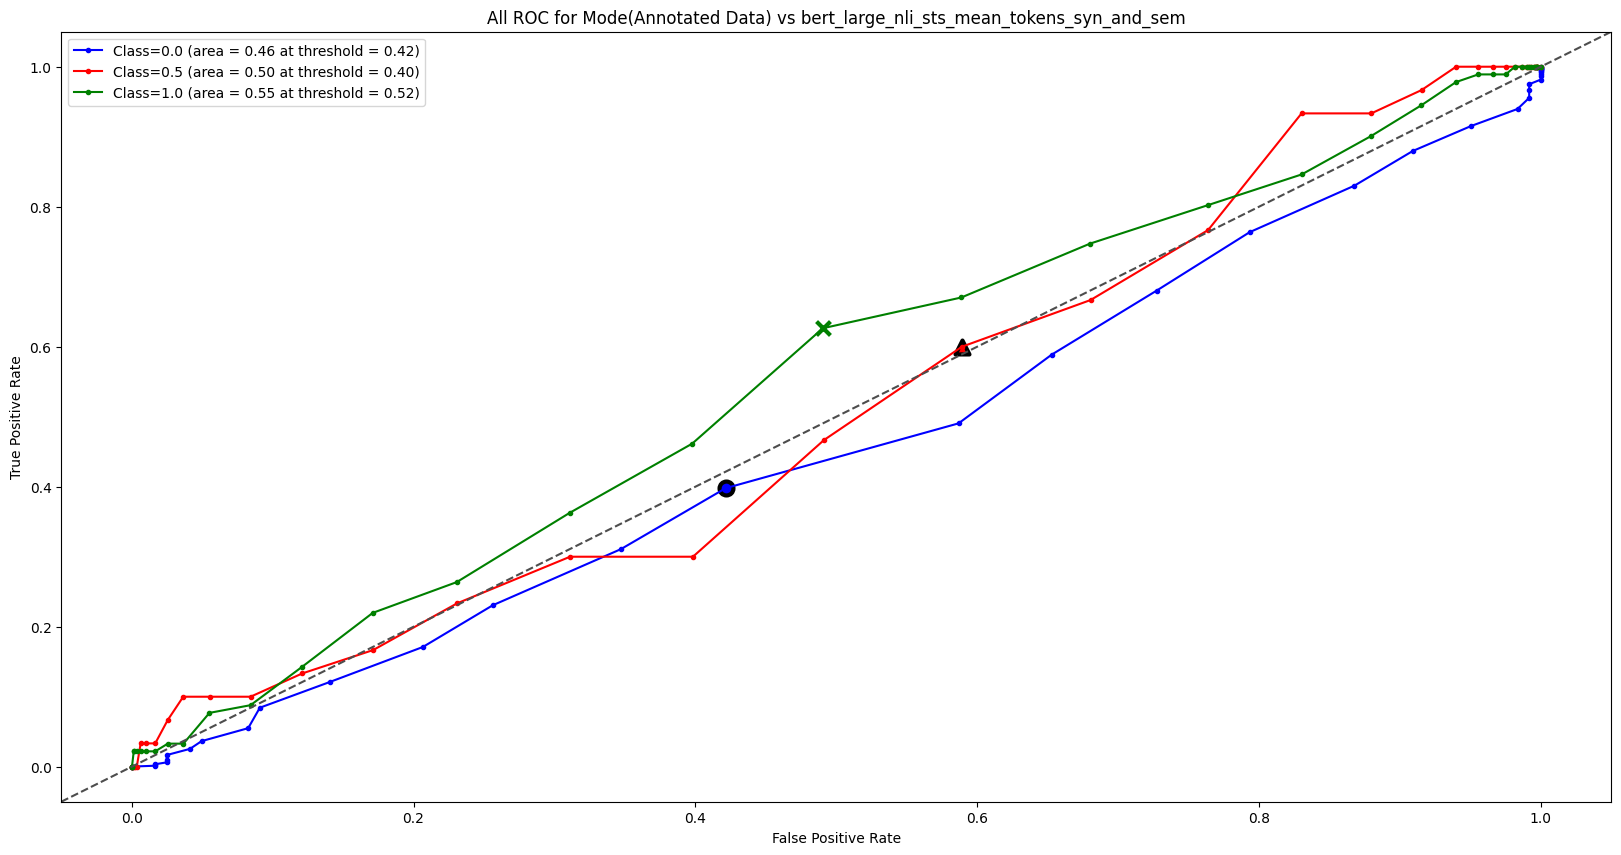 All ROC for Mode(Annotated Data) vs bert_large_nli_sts_mean_tokens_syn_and_sem
Class=0.0 (area = 0.46 at threshold = 0.42)
Class=0.5 (area = 0.50 at threshold = 0.40)
Class=1.0 (area = 0.55 at threshold = 0.52)
1.0
0.8
0.6
0.4
0.2
0.0
True Positive Rate
0.0 0.2 0.4 0.6 0.8 1.0
False Positive Rate